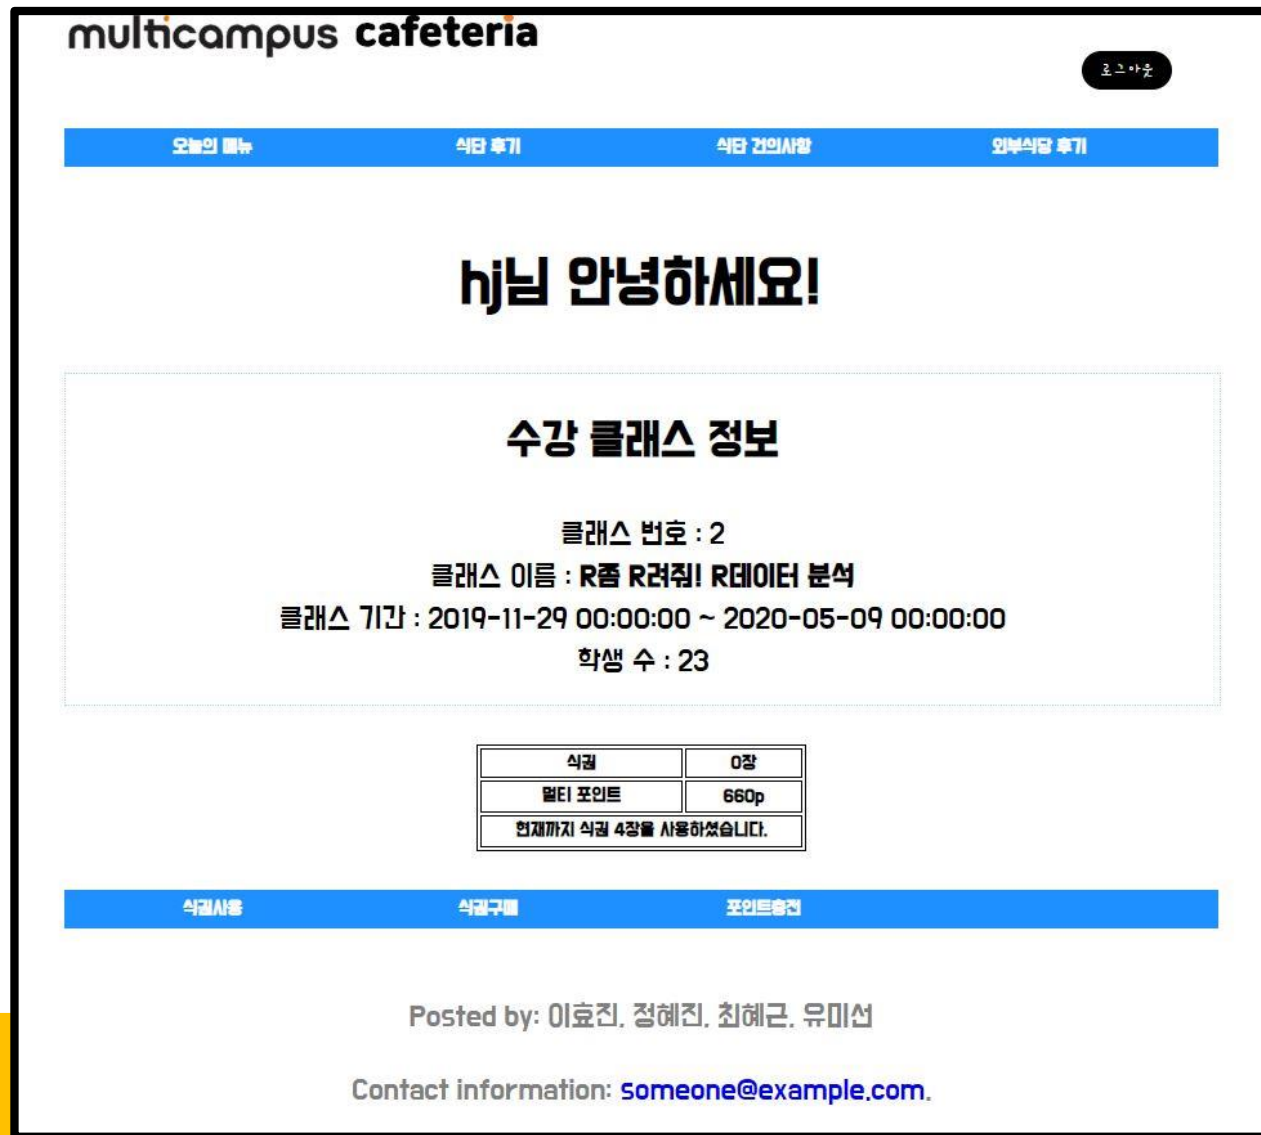 multicampus cafeteria
로그아웃
오늘의 메뉴 식단 후기 식단 건의사항 외부식당 후기
hj님 안녕하세요!
수강 클래스 정보
클래스 번호 : 2
클래스 이름 : R좀 R려줘! R데이터 분석
클래스 기간 : 2019-11-29 00:00:00 ~ 2020-05-09 00:00:00
학생 수 : 23
식권 0장
멀티 포인트 660p
현재까지 식권 4장을 사용하셨습니다.
식권사용 식권구매 포인트충전
Posted by: 이효진, 정혜진, 최혜근, 유미선
Contact information: someone@example.com.